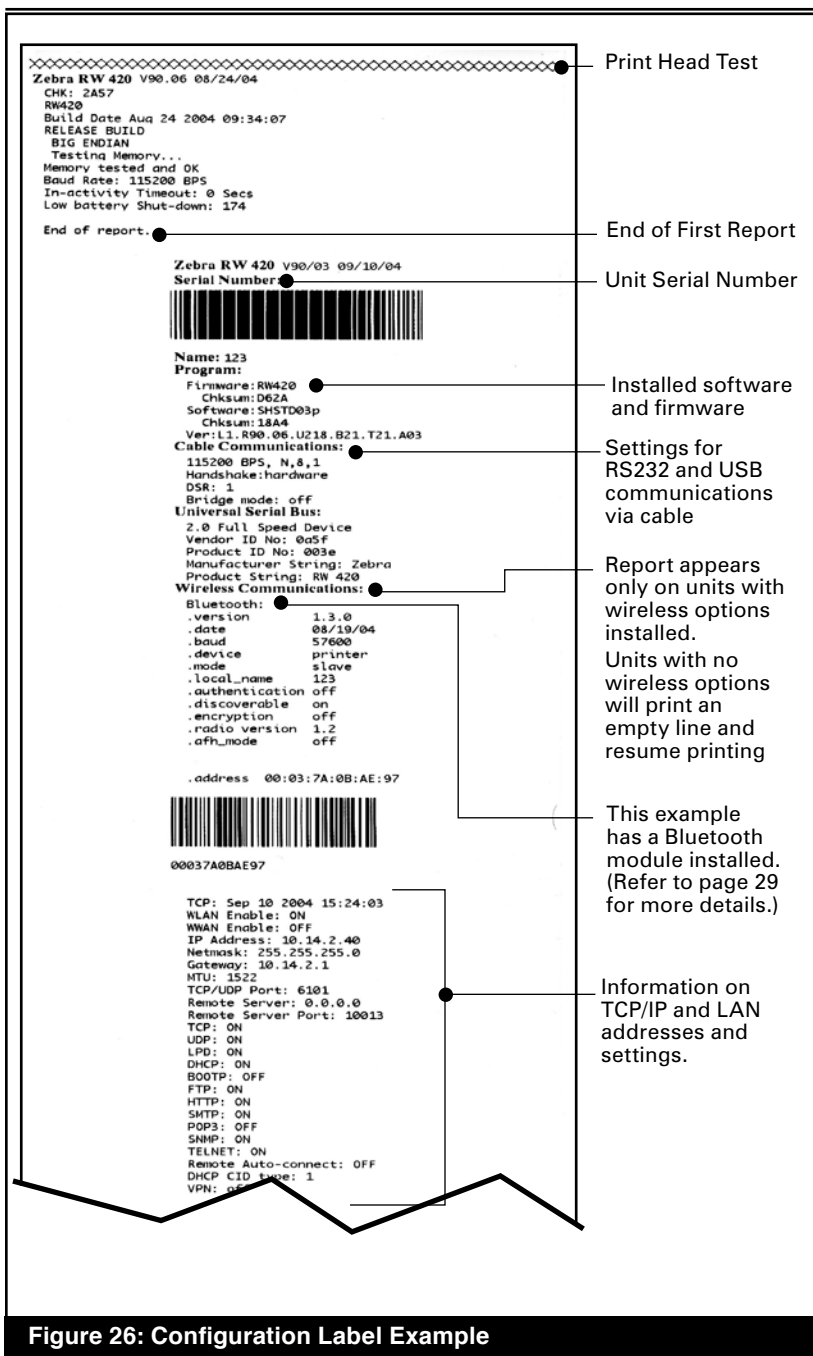 Zebra RW 420 V90.06 08/24/04
CHK: 2A57
RW420
Build Date Aug 24 2004 09:34:07
RELEASE BUILD
BIG ENDIAN
Testing Memory...
Memory tested and OK
Baud Rate: 115200 BPS
In-activity Timeout: 0 Secs
Low battery Shut-down: 174
End of report.
Zebra RW 420 V90/03 09/10/04
Serial Number:
Name: 123
Program:
Firmware:RW420
Chksum:D62A
Software:SHSTD03p
Chksum:18A4
Ver:L1.R90.06.U218.B21.T21.A03
Cable Communications:
115200 BPS, N,8,1
Handshake:hardware
DSR: 1
Bridge mode: off
Universal Serial Bus:
2.0 Full Speed Device
Vendor ID No: 0a5f
Product ID No: 003e
Manufacturer String: Zebra
Product String: RW 420
Wireless Communications:
Bluetooth:
.version 1.3.0
.date 08/19/04
.baud 57600
.device printer
.mode slave
.local_name 123
.authentication off
.discoverable on
.encryption off
.radio version 1.2
.afh_mode off
.address 00:03:7A:0B:AE:97
00037A0BAE97
TCP: Sep 10 2004 15:24:03
WLAN Enable: ON
WWAN Enable: OFF
IP Address: 10.14.2.40
Netmask: 255.255.255.0
Gateway: 10.14.2.1
MTU: 1522
TCP/UDP Port: 6101
Remote Server: 0.0.0.0
Remote Server Port: 10013
TCP: ON
UDP: ON
LPD: ON
DHCP: ON
BOOTP: OFF
FTP: ON
HTTP: ON
SMTP: ON
POP3: OFF
SNMP: ON
TELNET: ON
Remote Auto-connect: OFF
DHCP CID type: 1
VPN:
Print Head Test
End of First Report
Unit Serial Number
Installed software
and firmware
Settings for
RS232 and USB
communications
via cable
Report appears
only on units with
wireless options
installed.
Units with no
wireless options
will print an
empty line and
resume printing
This example
has a Bluetooth
module installed.
(Refer to page 29
for more details.)
Information on
TCP/IP and LAN
addresses and
settings.
Figure 26: Configuration Label Example